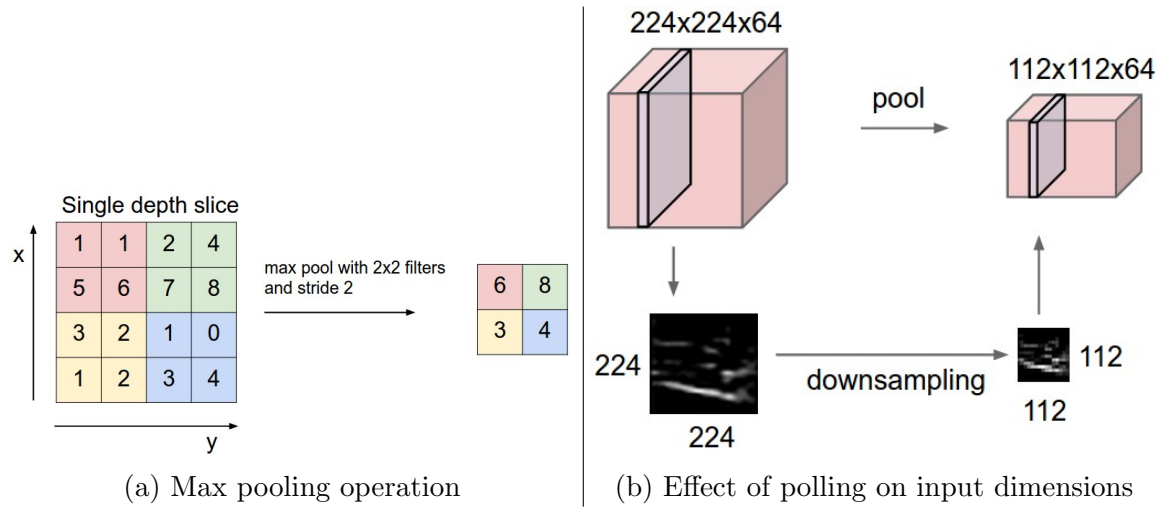 Single depth slice
x
1 1 2 4
5 6 7 8
3 2 1 0
1 2 3 4
y
max pool with 2x2 filters
and stride 2
6 8
3 4
(a) Max pooling operation
224x224x64
pool
112x112x64
224
224
downsampling
112
112
(b) Effect of polling on input dimensions